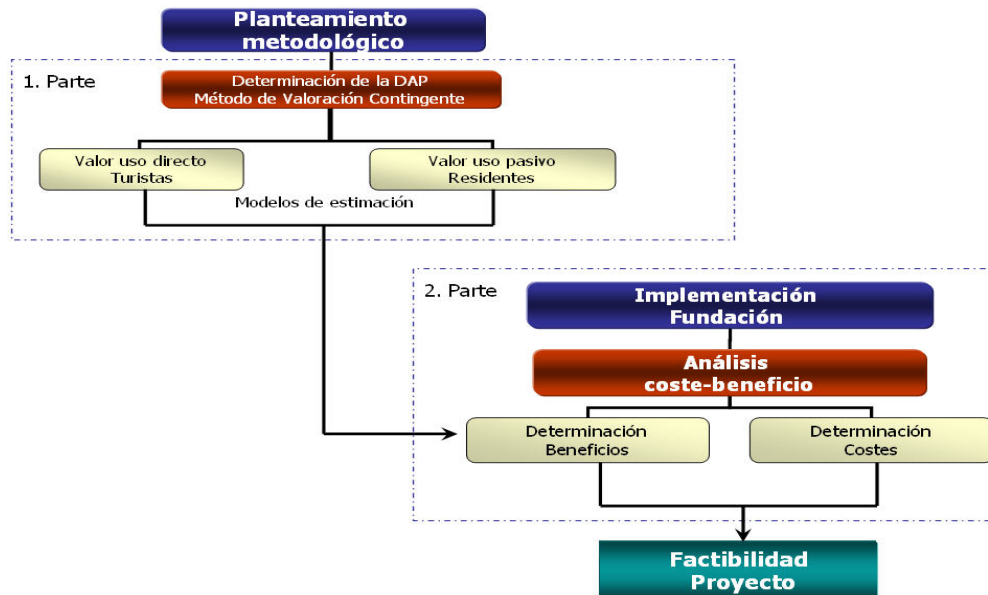 Planteamiento
metodológico
1. Parte
Determinación de la DAP
Método de Valoración Contingente
Valor uso directo
Turistas
Valor uso pasivo
Residentes
Modelos de estimación
2. Parte
Implementación
Fundación
Análisis
coste-beneficio
Determinación
Beneficios
Determinación
Costes
Factibilidad
Proyecto